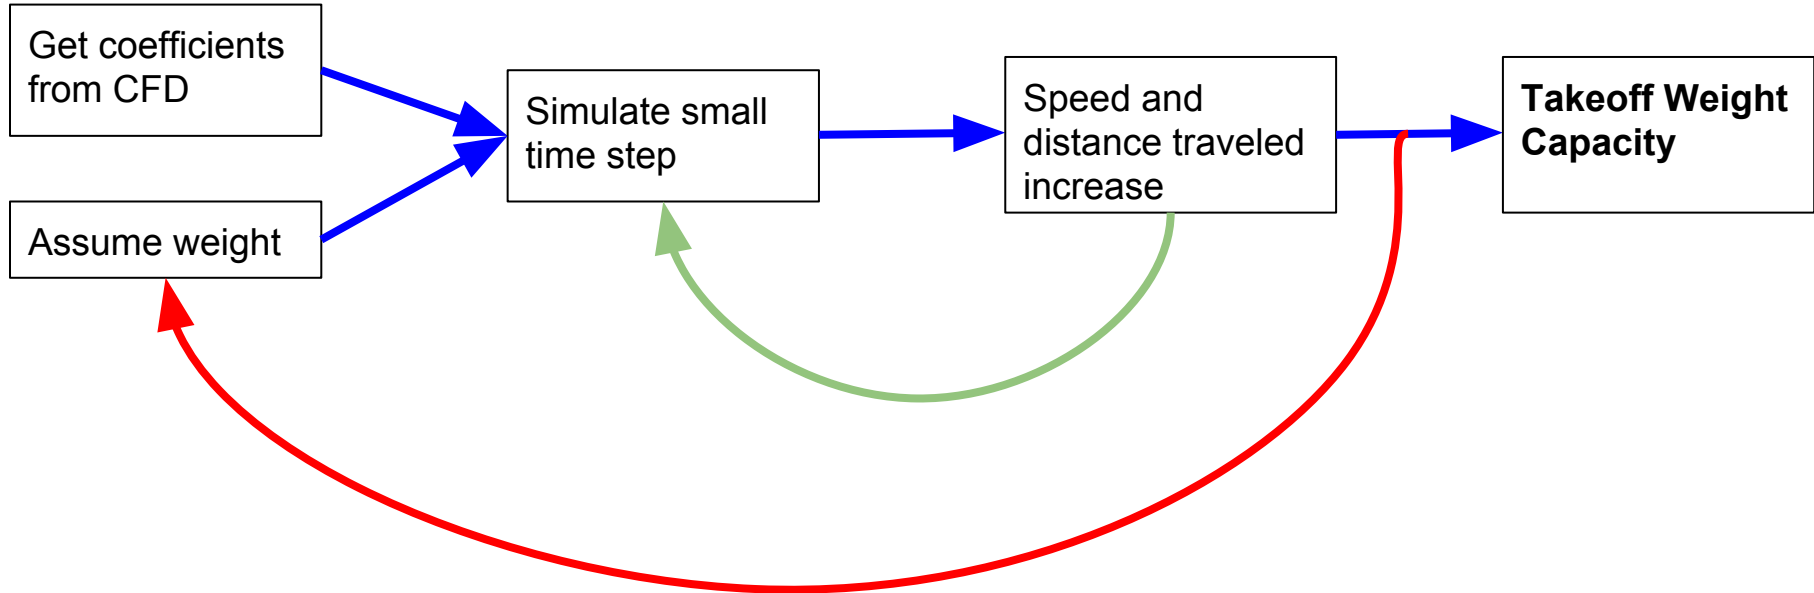 Get coefficients
from CFD
Assume weight
Simulate small
time step
Speed and
distance traveled
increase
Takeoff Weight
Capacity